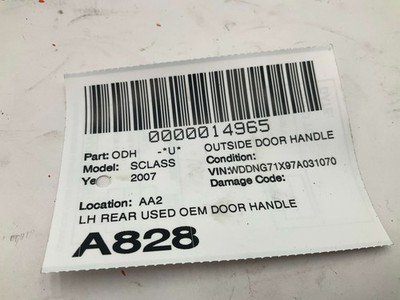 0000014965
Part: ODH -*U* OUTSIDE DOOR HANDLE
Model: SCLASS Condition:
Year: 2007 VIN:WDDNG71X97A031070
Damage Code:
Location: AA2
LH REAR USED OEM DOOR HANDLE
A828